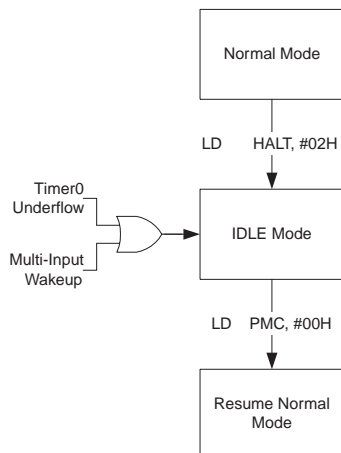 Normal Mode
LD HALT, #02H
Timer0
Underflow
IDLE Mode
Multi-Input
Wakeup
LD PMC, #00H
Resume Normal
Mode